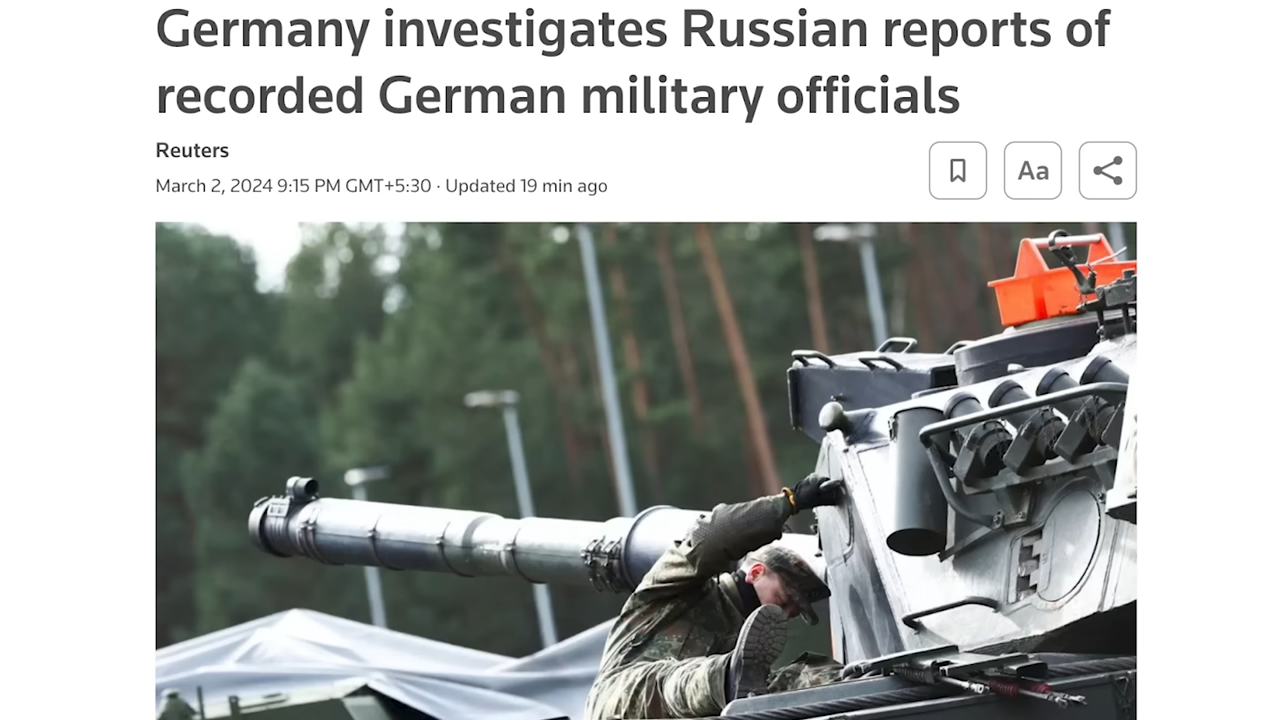 Germany investigates Russian reports of
recorded German military officials
Reuters
March 2, 2024 9:15 PM GMT+5:30 · Updated 19 min ago
Aa